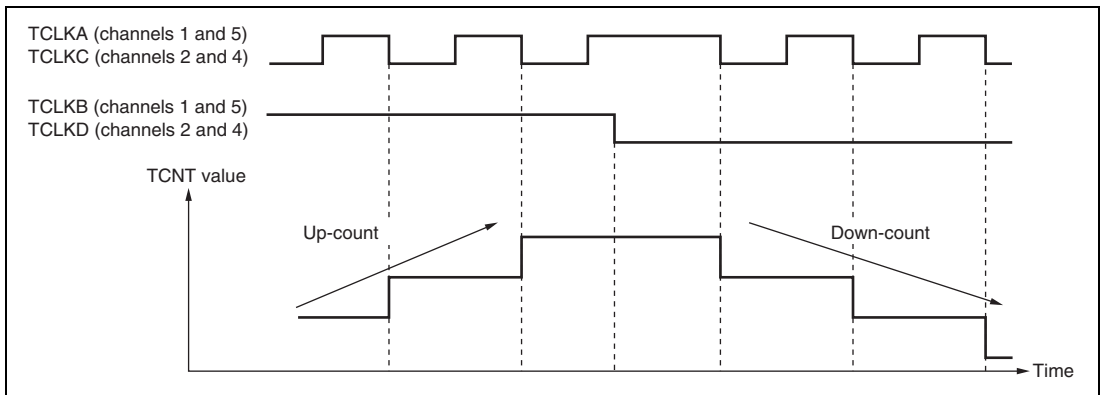 TCLKA (channels 1 and 5)
TCLKC (channels 2 and 4)
TCLKB (channels 1 and 5)
TCLKD (channels 2 and 4)
TCNT value
Up-count
Down-count
Time